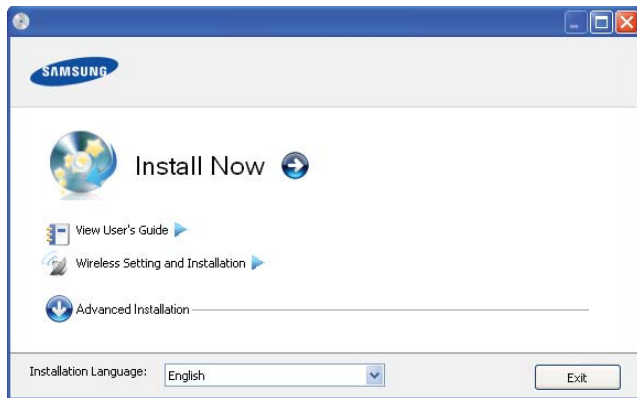 SAMSUNG
Install Now
View User's Guide
Wireless Setting and Installation
Advanced Installation
Installation Language: English Exit